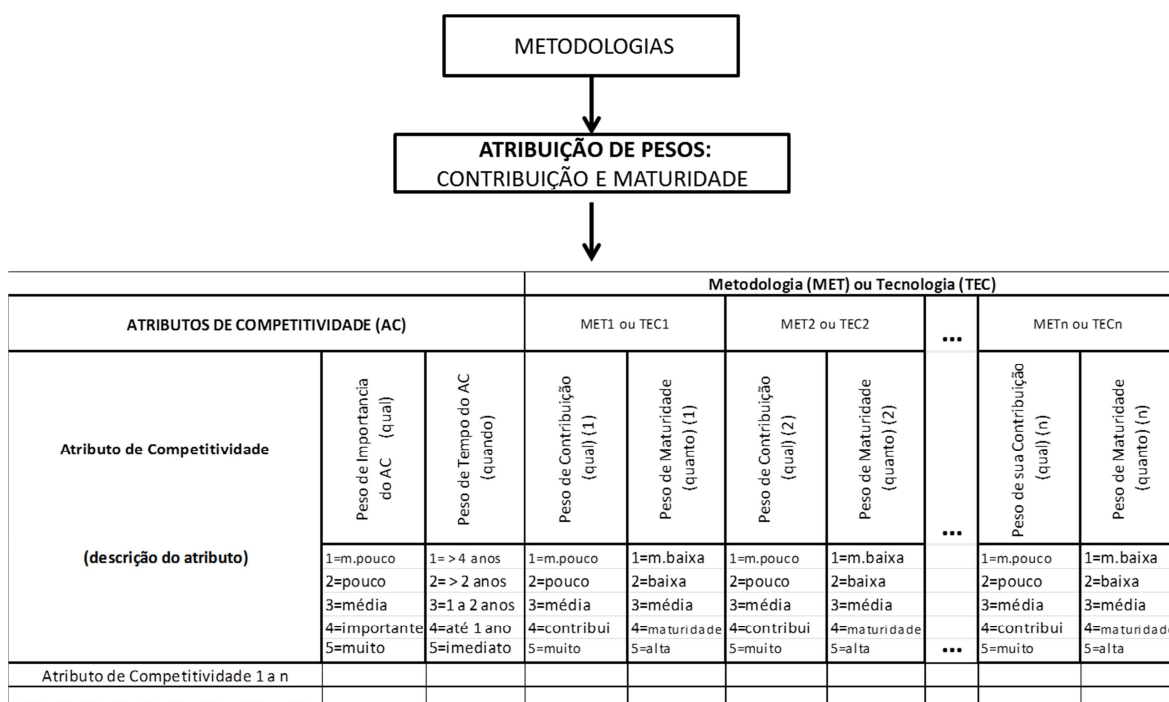 METODOLOGIAS
ATRIBUIÇÃO DE PESOS:
CONTRIBUIÇÃO E MATURIDADE
Metodologia (MET) ou Tecnologia (TEC)
ATRIBUTOS DE COMPETITIVIDADE (AC)
MET1 ou TEC1
MET2 ou TEC2
...
METn ou TECn
Atributo de Competitividade
(descrição do atributo)
Peso de Importancia
do AC (qual)
Peso de Tempo do AC
(quando)
Peso de Contribuição
(qual) (1)
Peso de Maturidade
(quanto) (1)
Peso de Contribuição
(qual) (2)
Peso de Maturidade
(quanto) (2)
...
Peso de sua Contribuição
(qual) (n)
Peso de Maturidade
(quanto) (n)
1=m.pouco 1= >4 anos 1=m.pouco 1=m.baixa 1=m.pouco 1=m.baixa 1=m.pouco 1=m.baixa
2=pouco 2= >2 anos 2=pouco 2=baixa 2=pouco 2=baixa 2=pouco 2=baixa
3=média 3=1 a 2 anos 3=média 3=média 3=média 3=média 3=média 3=média
4=importante 4=até 1 ano 4=contribui 4=maturidade 4=contribui 4=maturidade 4=contribui 4=maturidade
5=muito 5=imediato 5=muito 5=alta 5=muito 5=alta ... 5=muito 5=alta
Atributo de Competitividade 1 a n